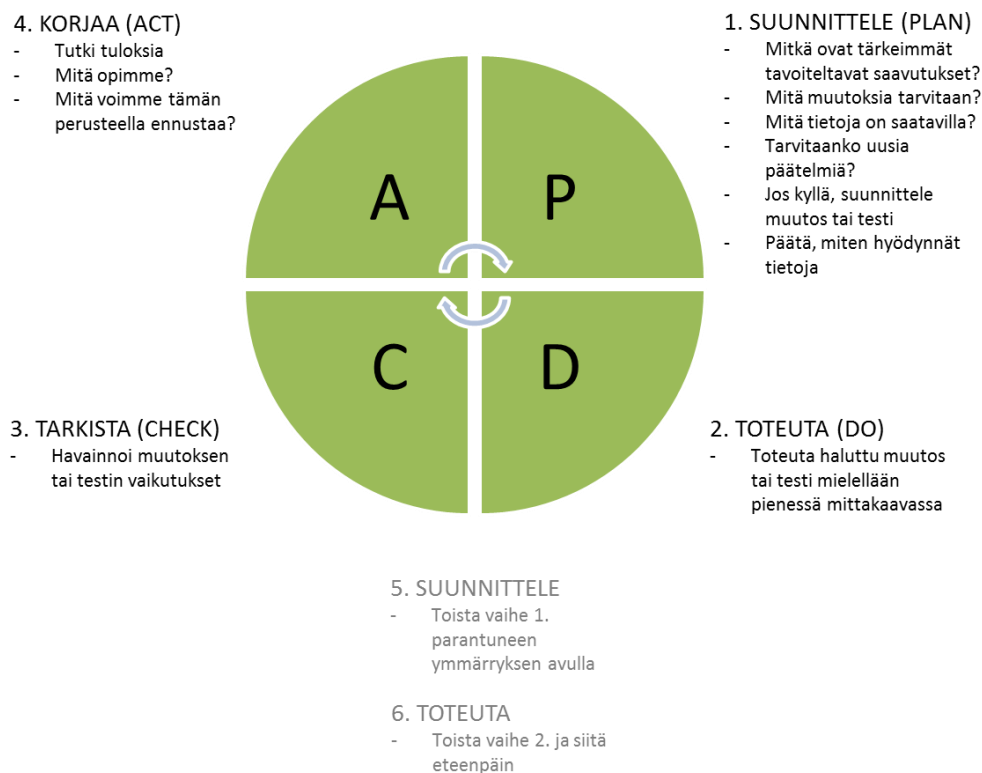 4. KORJAA (ACT)
- Tutki tuloksia
- Mitä opimme?
- Mitä voimme tämän
perusteella ennustaa?
1. SUUNNITTELE (PLAN)
- Mitkä ovat tärkeimmät
tavoiteltavat saavutukset?
- Mitä muutoksia tarvitaan?
- Mitä tietoja on saatavilla?
- Tarvitaanko uusia
päätelmiä?
- Jos kyllä, suunnittele
muutos tai testi
- Päätä, miten hyödynnät
tietoja
A
P
C
D
3. TARKISTA (CHECK)
- Havainnoi muutoksen
tai testin vaikutukset
2. TOTEUTA (DO)
- Toteuta haluttu muutos
tai testi mielellään
pienessä mittakaavassa
5. SUUNNITTELE
- Toista vaihe 1.
parantuneen
ymmärryksen avulla
6. TOTEUTA
- Toista vaihe 2. ja siitä
eteenpäin